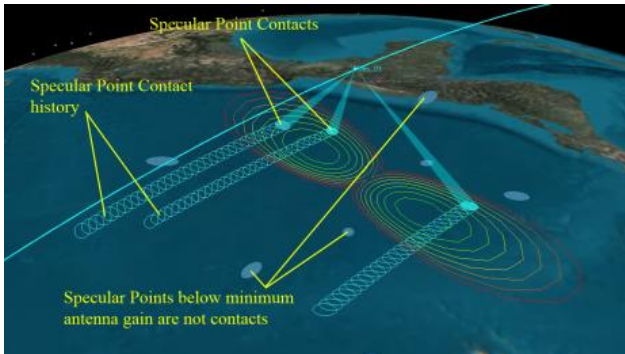 Specular Point Contacts
Specular Point Contact
history
Specular Points below minimum
antenna gain are not contacts